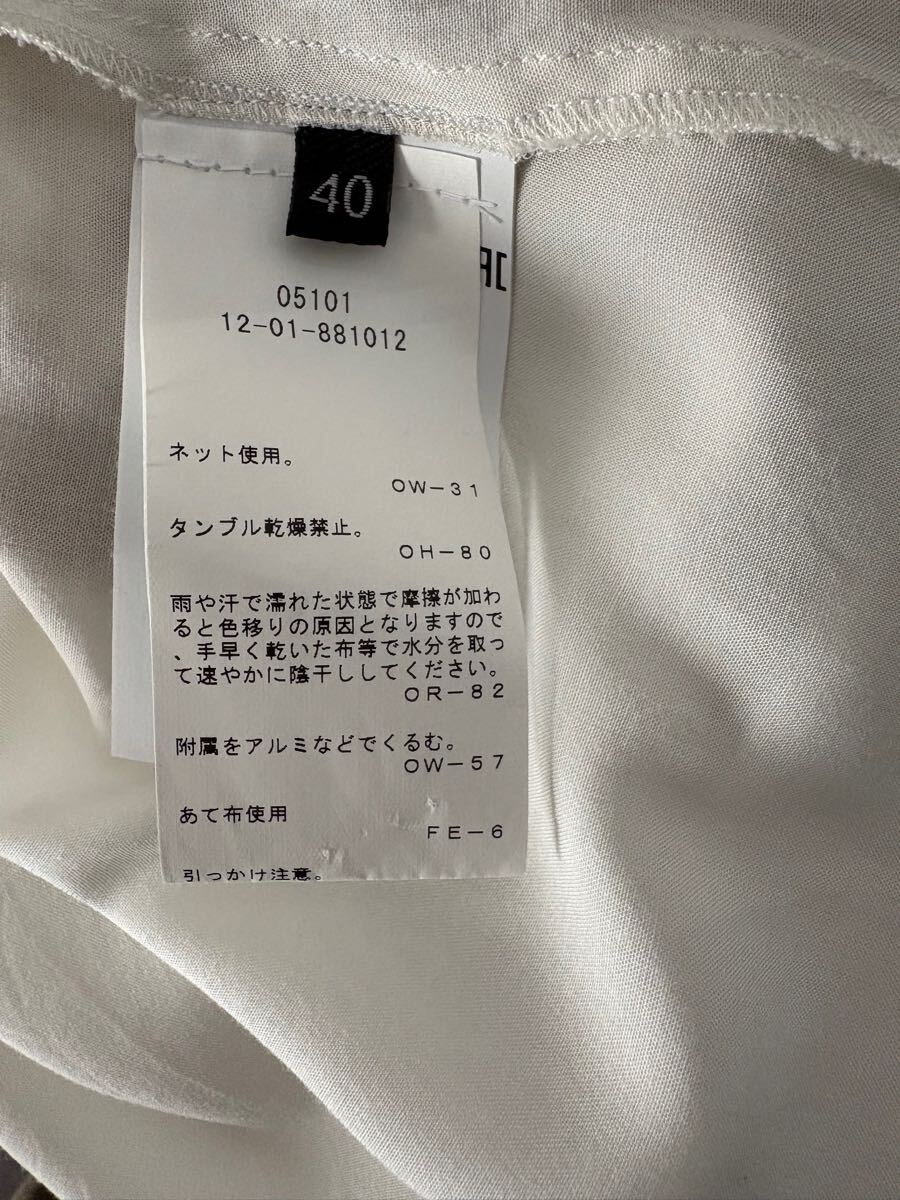 40
05101
12-01-881012
ネット使用。
OW-31
タンブル乾燥禁止。
OH-80
雨や汗で濡れた状態で摩擦が加わ
ると色移りの原因となりますので
、手早く乾いた布等で水分を取っ
て速やかに陰干ししてください。
OR-82
附属をアルミなどでくるむ。
OW-57
あて布使用
FE-6
引っかけ注意。